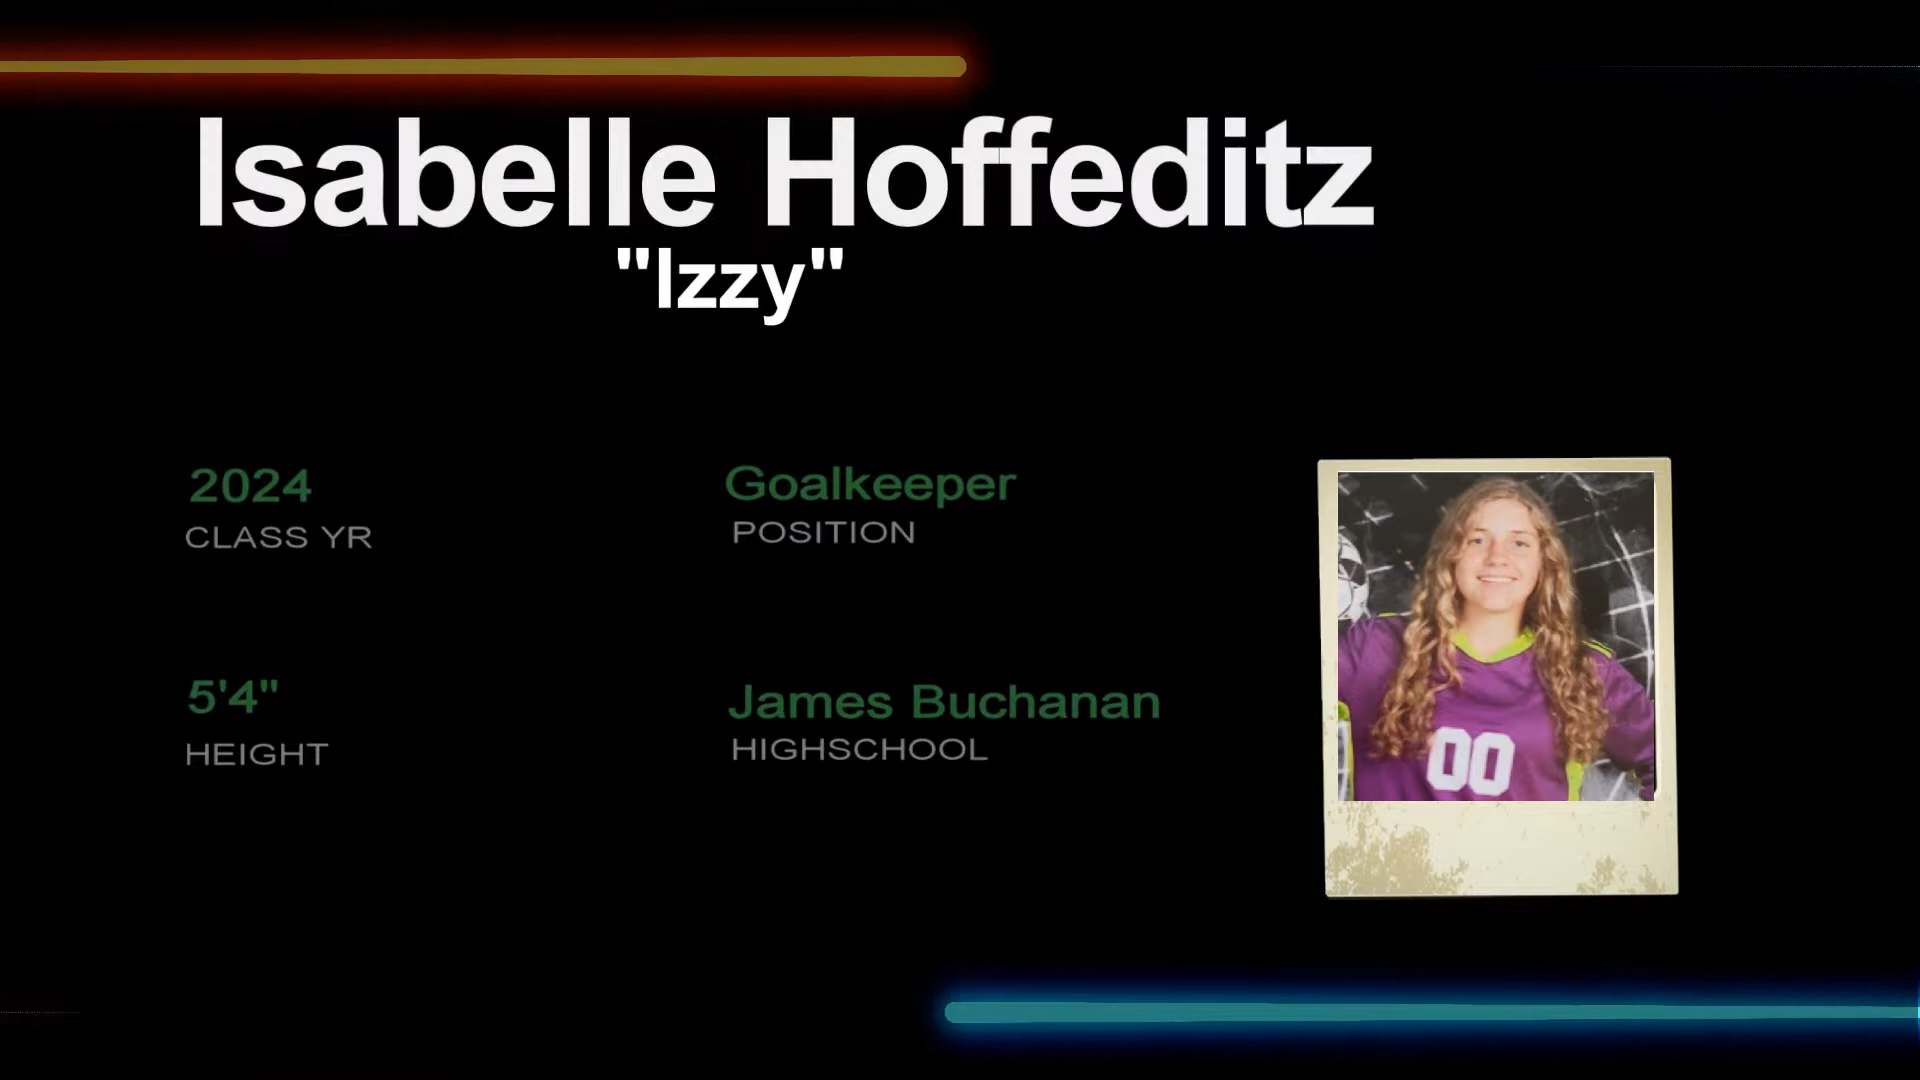 Isabelle Hoffeditz
"Izzy"
2024
CLASS YR
Goalkeeper
POSITION
5'4"
HEIGHT
James Buchanan
HIGHSCHOOL
00